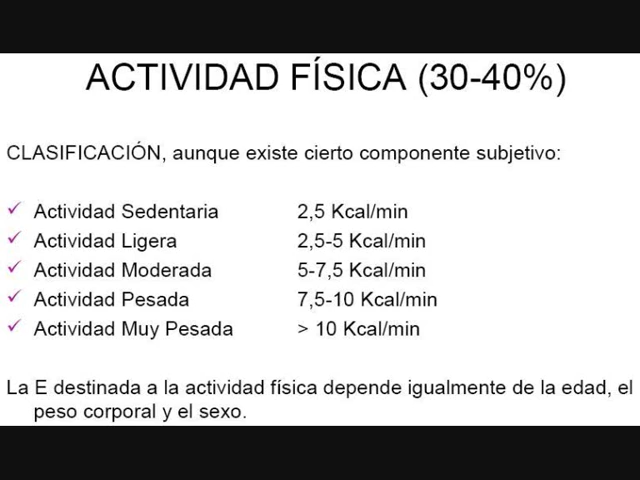 ACTIVIDAD FÍSICA (30-40%)
CLASIFICACIÓN, aunque existe cierto componente subjetivo:
✓ Actividad Sedentaria 2,5 Kcal/min
✓ Actividad Ligera 2,5-5 Kcal/min
✓ Actividad Moderada 5-7,5 Kcal/min
✓ Actividad Pesada 7,5-10 Kcal/min
✓ Actividad Muy Pesada > 10 Kcal/min
La E destinada a la actividad física depende igualmente de la edad, el
peso corporal y el sexo.